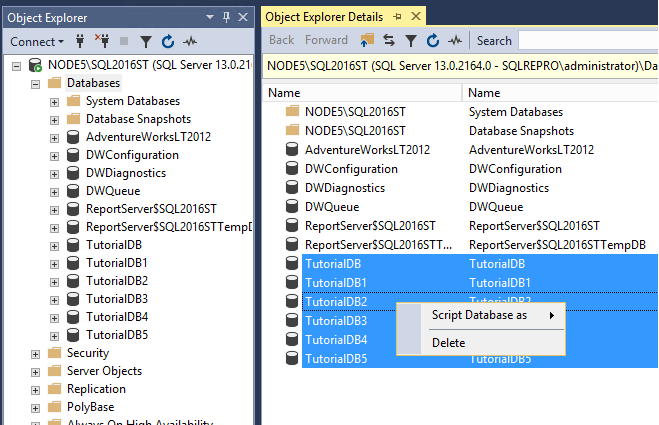 Object Explorer
Connect
NODE5\SQL2016ST (SQL Server 13.0.2164.0
Databases
System Databases
Database Snapshots
AdventureWorksLT2012
DWConfiguration
DWDiagnostics
DWQueue
ReportServer$SQL2016ST
ReportServer$SQL2016STTempDB
TutorialDB
TutorialDB1
TutorialDB2
TutorialDB3
TutorialDB4
TutorialDB5
Security
Server Objects
Replication
PolyBase
Always On High Availability
Object Explorer Details
Back Forward Search
NODE5\SQL2016ST (SQL Server 13.0.2164.0 - SQLREPRO\administrator)\Da
Name Name
NODE5\SQL2016ST System Databases
NODE5\SQL2016ST Database Snapshots
AdventureWorksLT2012 AdventureWorksLT2012
DWConfiguration DWConfiguration
DWDiagnostics DWDiagnostics
DWQueue DWQueue
ReportServer$SQL2016ST ReportServer$SQL2016ST
ReportServer$SQL2016STT... ReportServer$SQL2016STTempDB
TutorialDB TutorialDB
TutorialDB1 TutorialDB1
TutorialDB2 TutorialDB2
TutorialDB3
TutorialDB4
TutorialDB5 TutorialDB5
Script Database as
Delete